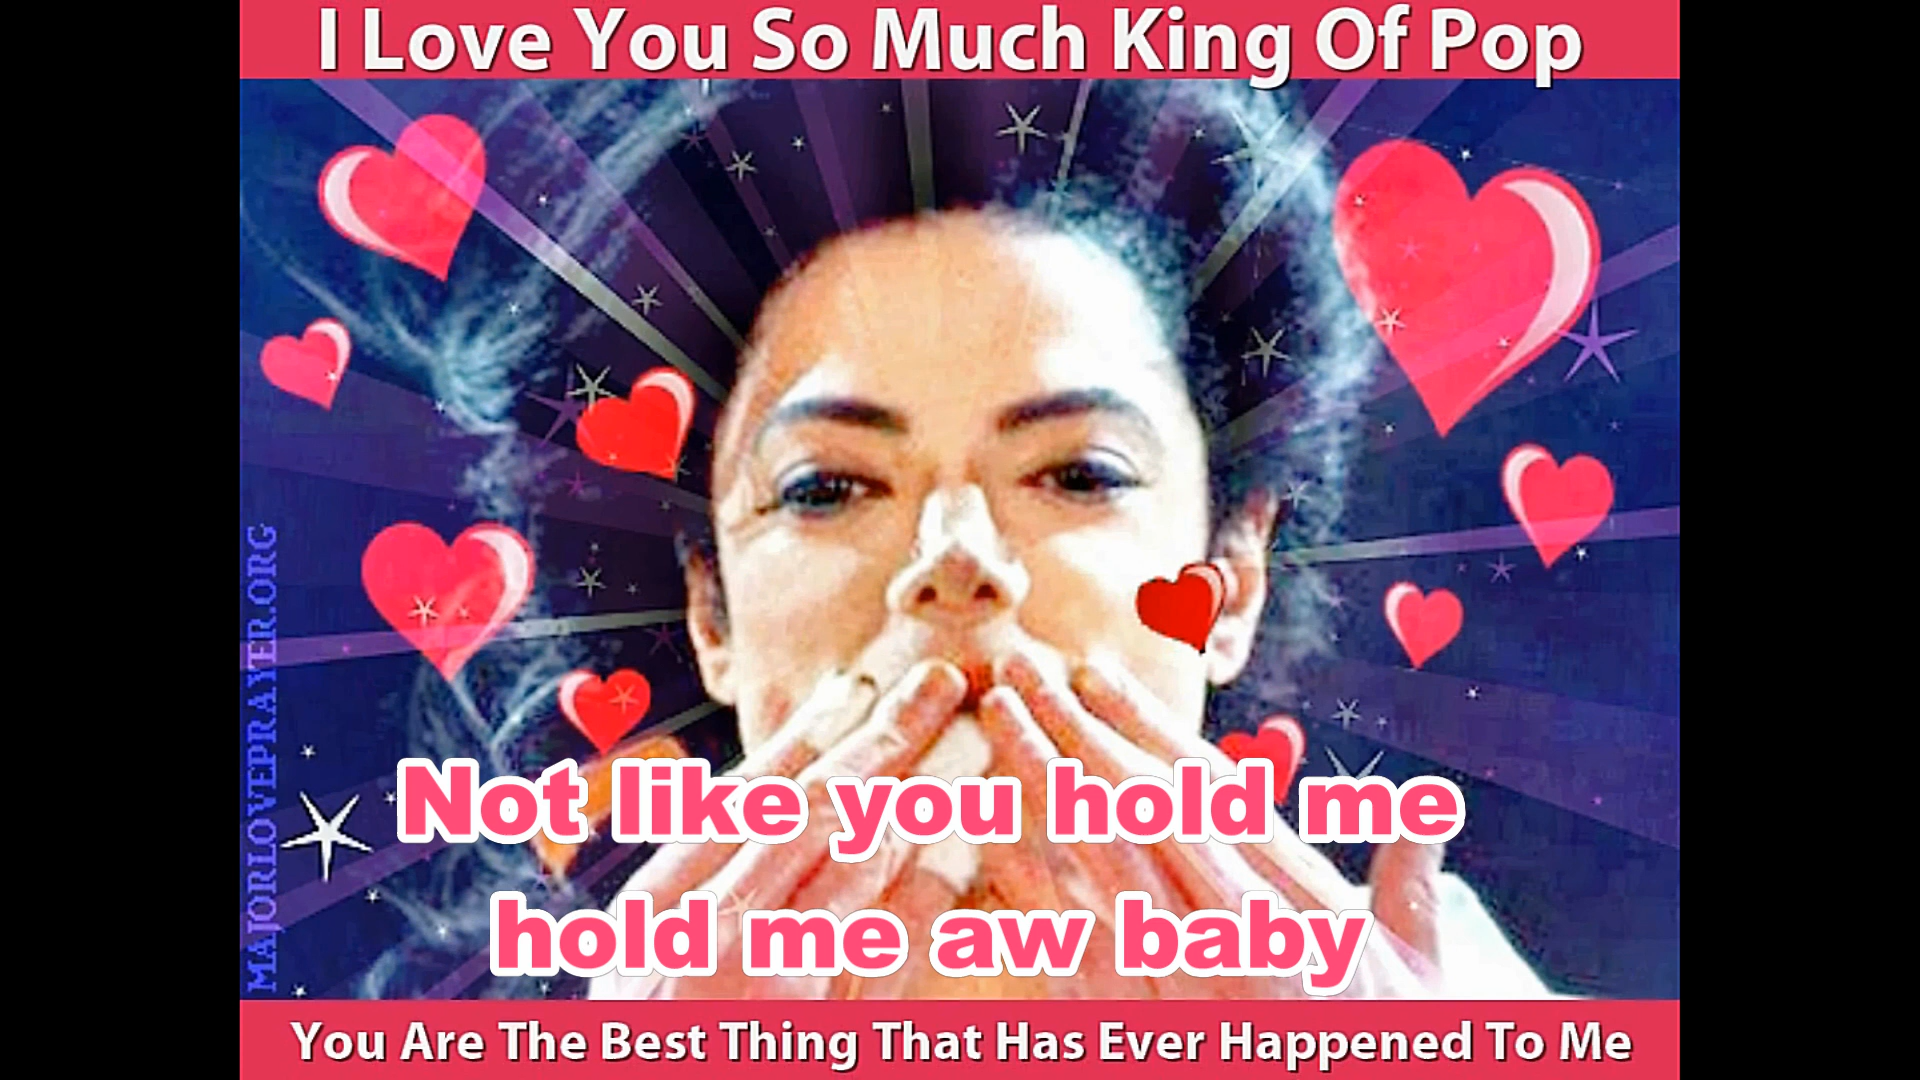 I Love You So Much King Of Pop
MAJORLOVEPRAYER.ORG
Not like you hold me
hold me aw baby
You Are The Best Thing That Has Ever Happened To Me